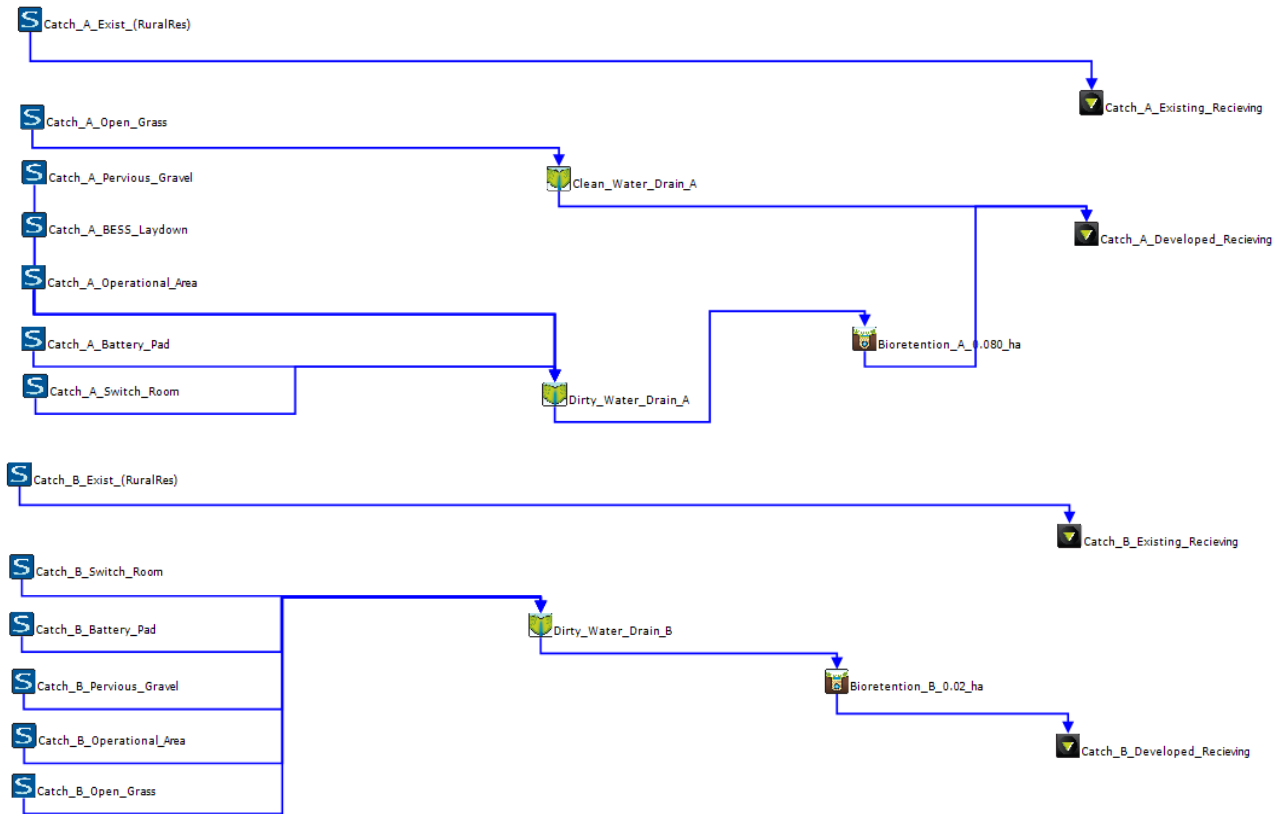 Catch_A_Exist_(RuralRes)
Catch_A_Existing_Recieving
Catch_A_Open_Grass
Catch_A_Pervious_Gravel
Clean_Water_Drain_A
Catch_A_BESS_Laydown
Catch_A_Developed_Recieving
Catch_A_Operational_Area
Catch_A_Battery_Pad
Bioretention_A_0.080_ha
Catch_A_Switch_Room
Dirty_Water_Drain_A
Catch_B_Exist_(RuralRes)
Catch_B_Existing_Recieving
Catch_B_Switch_Room
Catch_B_Battery_Pad
Dirty_Water_Drain_B
Catch_B_Pervious_Gravel
Bioretention_B_0.02_ha
Catch_B_Operational_Area
Catch_B_Developed_Recieving
Catch_B_Open_Grass